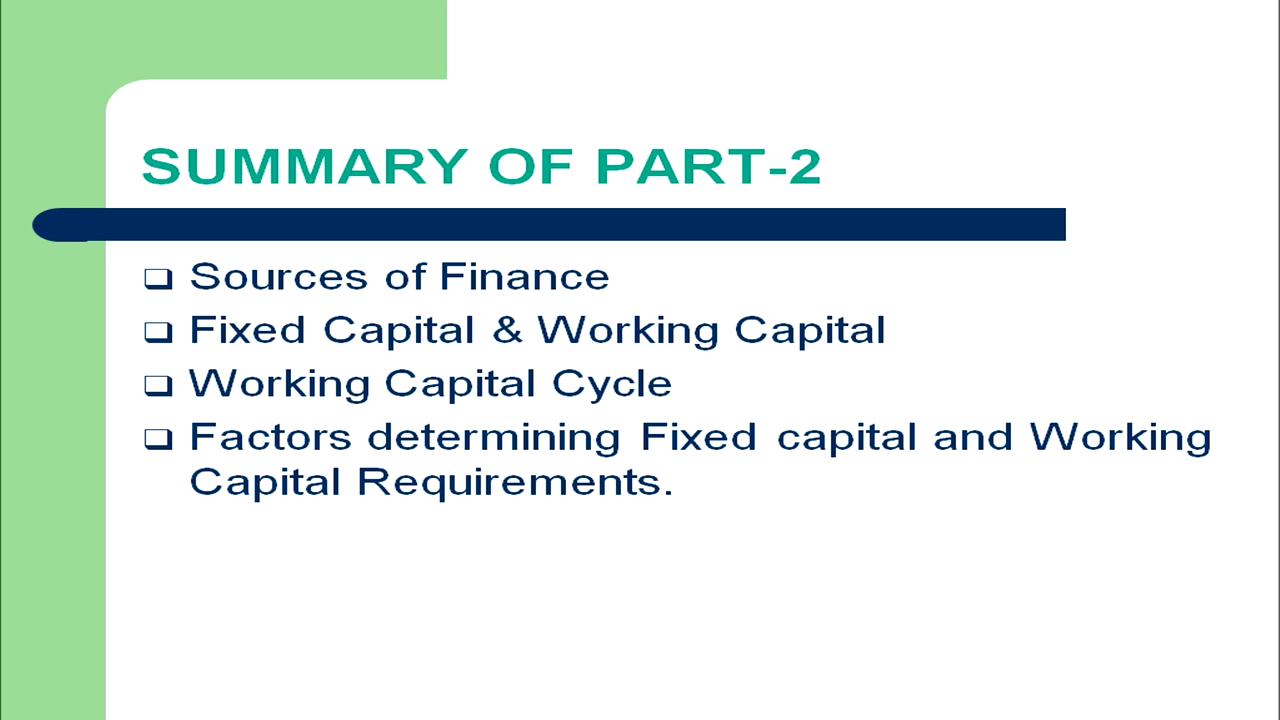 SUMMARY OF PART-2
Sources of Finance
Fixed Capital & Working Capital
Working Capital Cycle
Factors determining Fixed capital and Working
Capital Requirements.